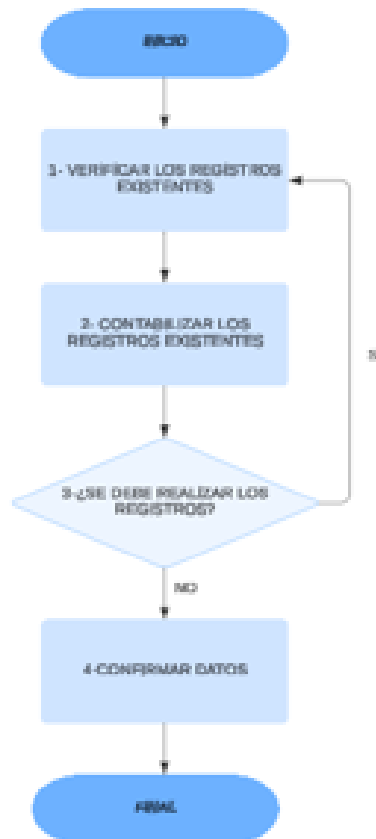 INICIO
1- VERIFICAR LOS REGISTROS
EXISTENTES
2- CONTABILIZAR LOS
REGISTROS EXISTENTES
3-¿SE DEBE REALIZAR LOS
REGISTROS?
NO
4-CONFIRMAR DATOS
FINAL